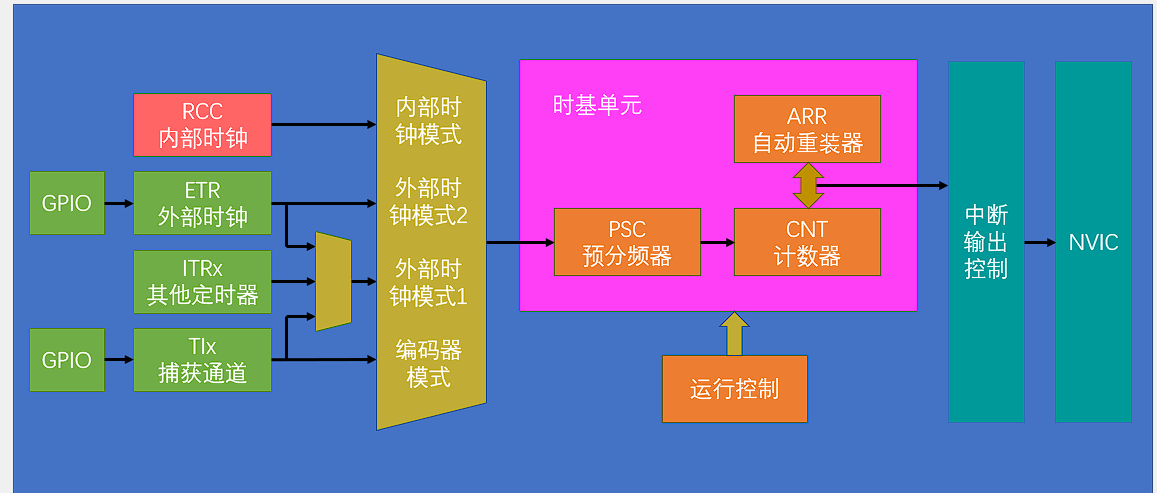 RCC
内部时钟
GPIO
ETR
外部时钟
ITRx
其他定时器
GPIO
TIx
捕获通道
内部时
钟模式
外部时
钟模式2
外部时
钟模式1
编码器
模式
时基单元
ARR
自动重装器
PSC
预分频器
CNT
计数器
运行控制
中断
输出
控制
NVIC